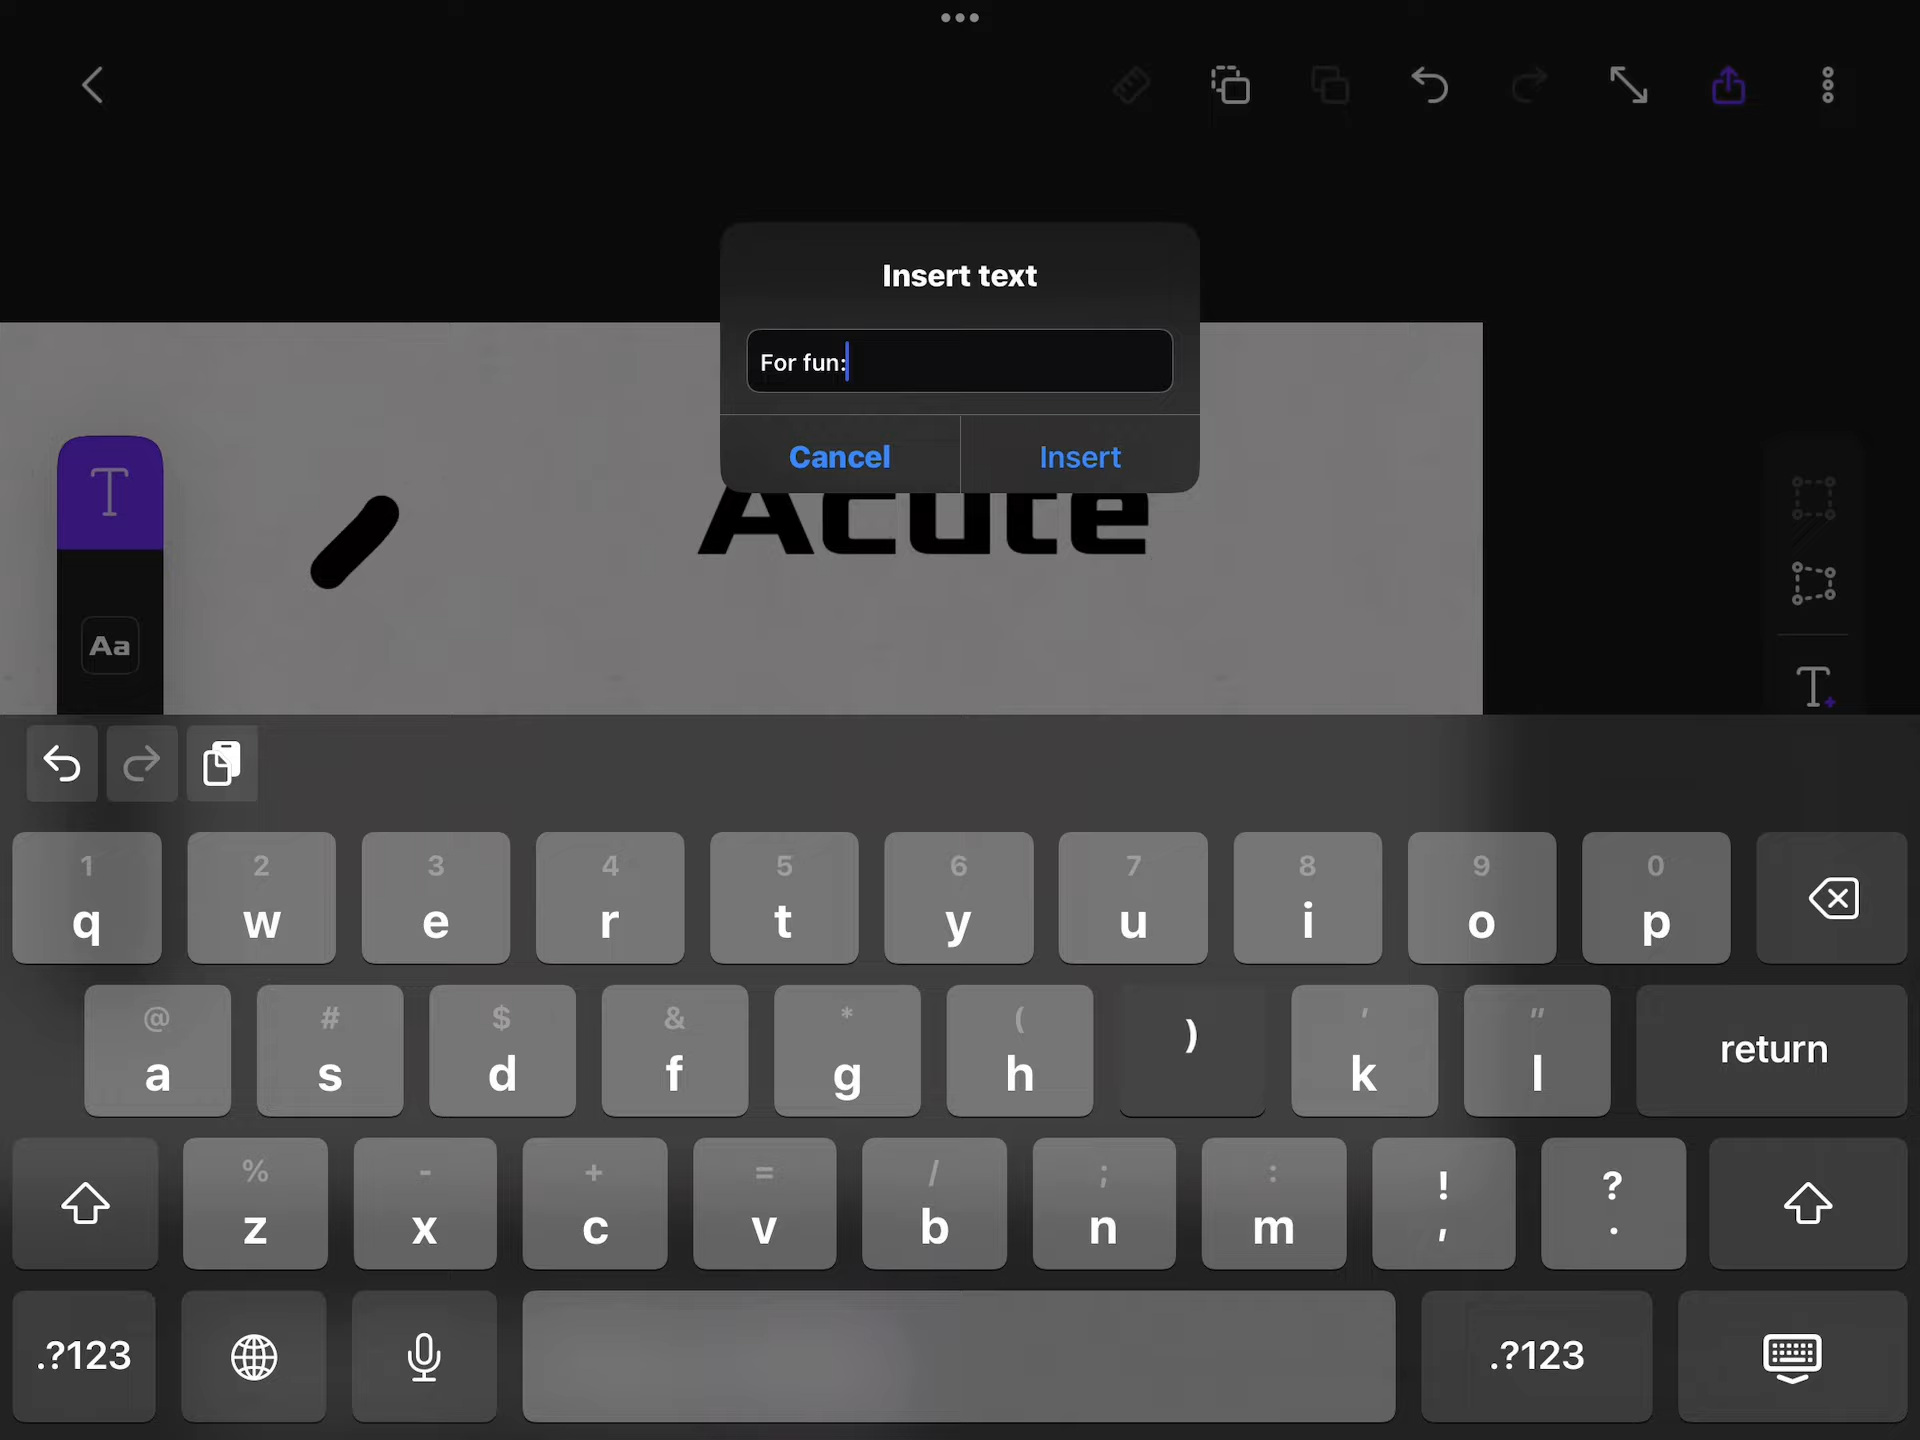 Insert text
For fun:
Cancel Insert
Acute
T
Aa
T
1 2 3 4 5 6 7 8 9 0
q w e r t y u i o p
@ # $ & * ( ) ' "
a s d f g h k l return
% - + = / ; : ! ?
z x c v b n m , .
.?123 .?123